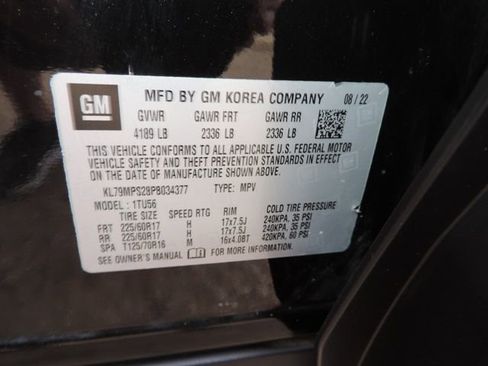 GM MFD BY GM KOREA COMPANY 08/22
GVWR GAWR FRT GAWR RR
4189 LB 2336 LB 2336 LB
THIS VEHICLE CONFORMS TO ALL APPLICABLE U.S. FEDERAL MOTOR
VEHICLE SAFETY AND THEFT PREVENTION STANDARDS IN EFFECT ON
THE DATE OF MANUFACTURE SHOWN ABOVE.
KL79MPS28PB034377 TYPE: MPV
MODEL: 1TU56
TIRE SIZE SPEED RTG RIM COLD TIRE PRESSURE
FRT 225/60R17 H 17x7.5J 240KPA, 35 PSI
RR 225/60R17 H 17x7.5J 240KPA, 35 PSI
SPA T125/70R16 M 16x4.0BT 420KPA, 60 PSI
SEE OWNER'S MANUAL FOR MORE INFORMATION.